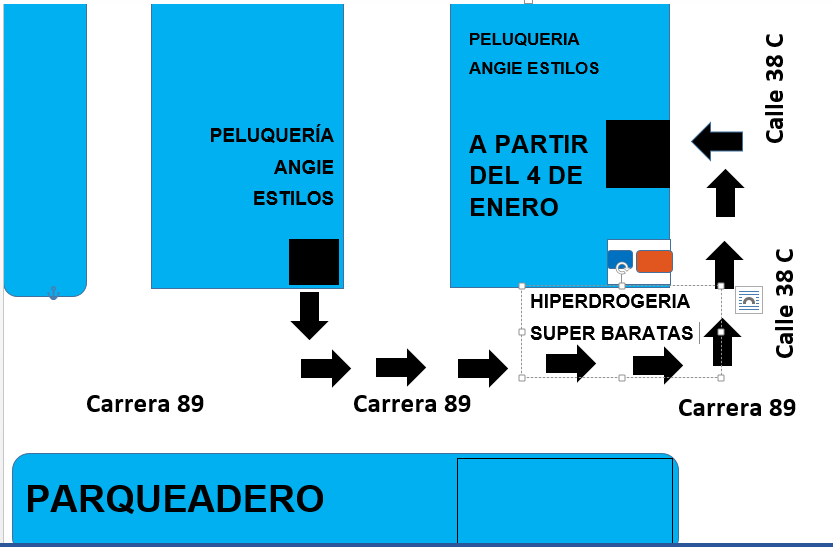 PELUQUERIA
ANGIE ESTILOS
Calle 38 C
PELUQUERÍA
ANGIE
ESTILOS
A PARTIR
DEL 4 DE
ENERO
Calle 38 C
HIPERDROGERIA
SUPER BARATAS
Carrera 89
Carrera 89
Carrera 89
PARQUEADERO